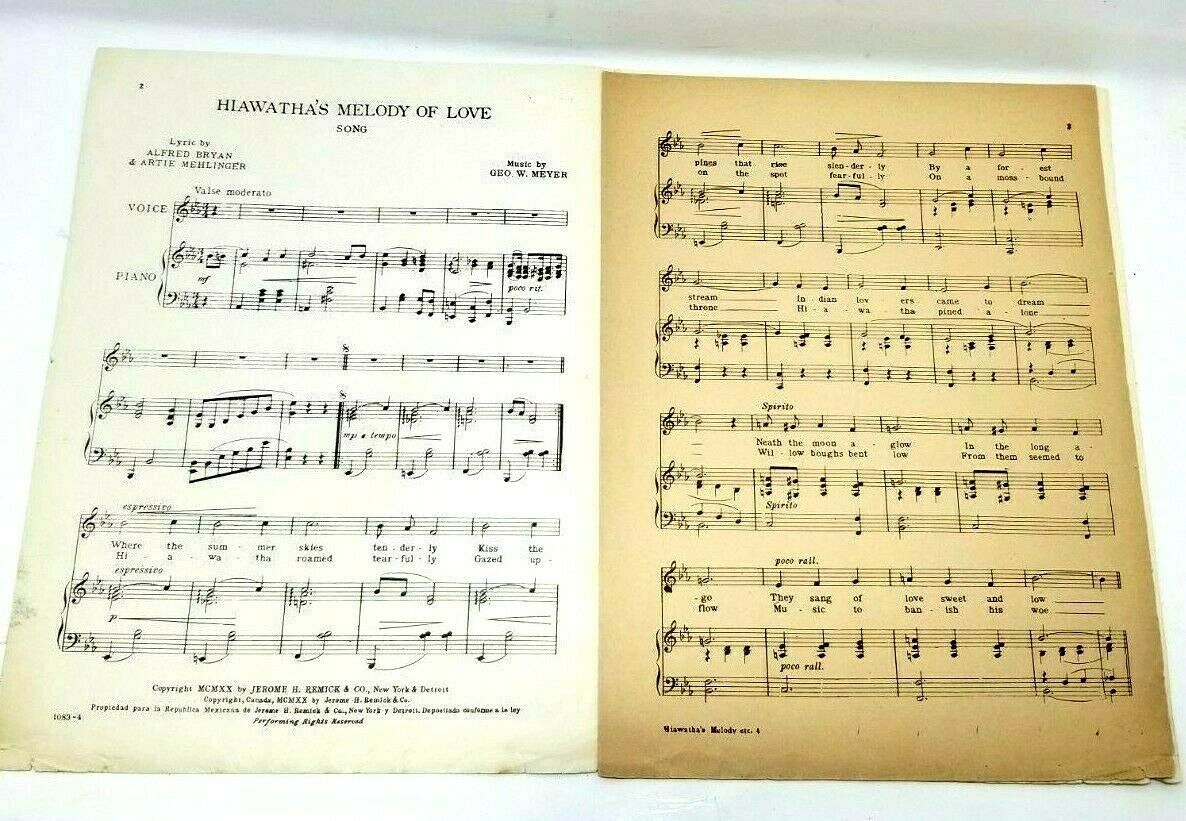 2
HIAWATHA'S MELODY OF LOVE
SONG
Lyric by
ALFRED BRYAN
& ARTIE MEHLINGER
Music by
GEO. W. MEYER
Valse moderato
VOICE
PIANO
mf
poco rit.
8
8
mp a tempo
espressivo
Where the sum - mer skies ten - der - ly Kiss the
Hi - a - wa - tha roamed tear - ful - ly Gazed up -
espressivo
p
Copyright MCMXX by JEROME H. REMICK & CO., New York & Detroit
Copyright, Canada, MCMXX by Jerome H. Remick & Co.
Propiedad para la Republica Mexicana de Jerome H. Remick & Co., New York y Detroit. Depositado conforme a la ley
Performing Rights Reserved
1083-4
3
pines that rise slen - der - ly By a for est
on the spot fear - ful - ly On a moss - bound
stream In dian lov ers came to dream
throne Hi - a - wa - tha pined a - lone
Spirito
Neath the moon a - glow In the long a -
Wil - low boughs bent low From them seemed to
Spirito
poco rall.
-go They sang of love sweet and low
flow Mu - sic to ban - ish his woe
poco rall.
Hiawatha's Melody etc. 4